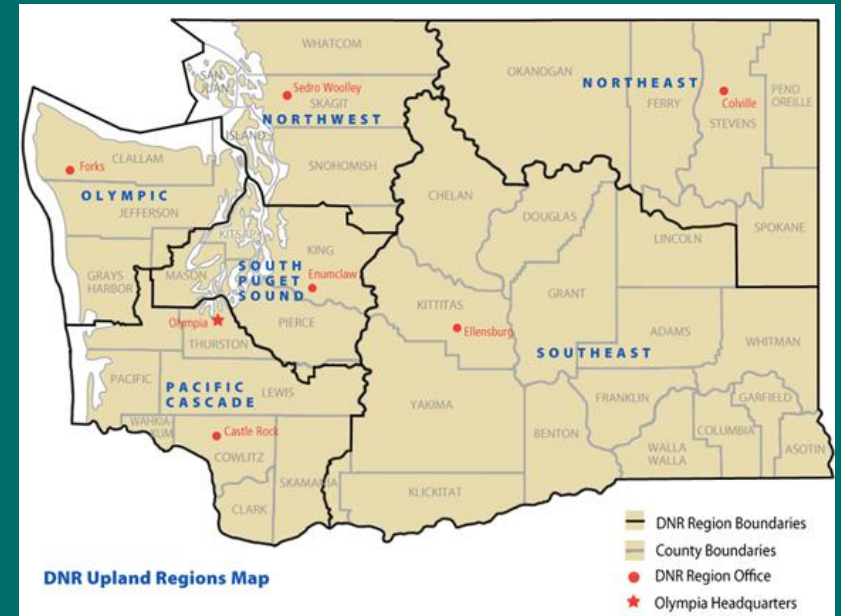 WHATCOM
OKANOGAN
NORTHEAST
PEND
OREILLE
FERRY
Colville
STEVENS
SAN
JUAN
Sedro Woolley
SKAGIT
NORTHWEST
ISLAND
SNOHOMISH
CLALLAM
Forks
OLYMPIC
JEFFERSON
CHELAN
DOUGLAS
LINCOLN
SPOKANE
KITSAP
KING
SOUTH
PUGET
SOUND
Enumclaw
GRAYS
HARBOR
MASON
GRANT
KITTITAS
Ellensburg
Olympia
PIERCE
THURSTON
ADAMS
WHITMAN
SOUTHEAST
PACIFIC
PACIFIC
CASCADE
LEWIS
YAKIMA
FRANKLIN
GARFIELD
WAHKIA-
KUM
Castle Rock
COWLITZ
BENTON
WALLA
WALLA
COLUMBIA
ASOTIN
SKAMANIA
KLICKITAT
CLARK
DNR Region Boundaries
County Boundaries
DNR Region Office
Olympia Headquarters
DNR Upland Regions Map